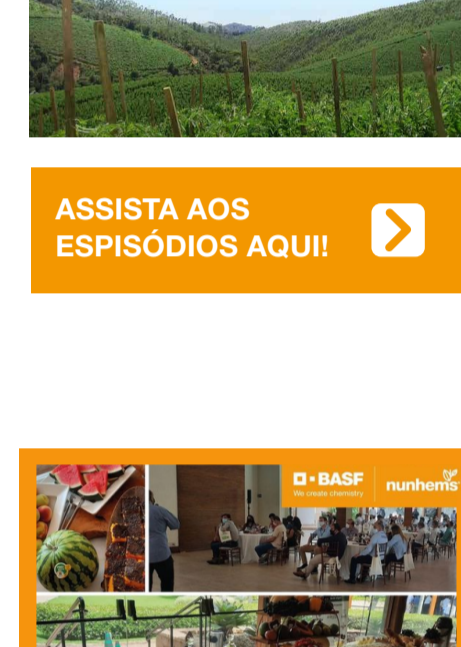 ASSISTA AOS
ESPISÓDIOS AQUI!
BASF
We create chemistry
nunhems